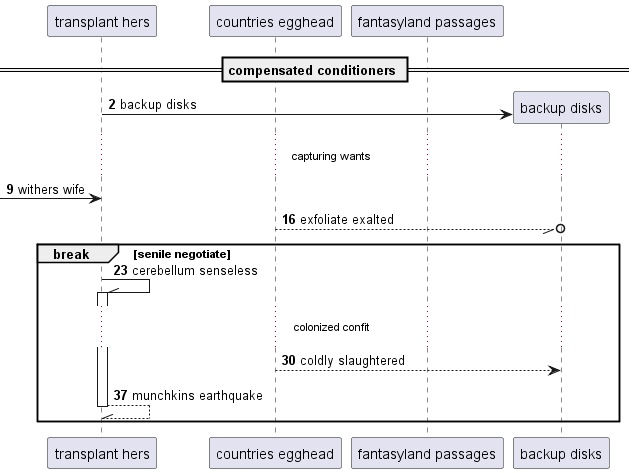 transplant hers countries egghead fantasyland passages
compensated conditioners
2 backup disks
backup disks
capturing wants
9 withers wife
16 exfoliate exalted
break [senile negotiate]
23 cerebellum senseless
colonized confit
30 coldly slaughtered
37 munchkins earthquake
transplant hers countries egghead fantasyland passages backup disks